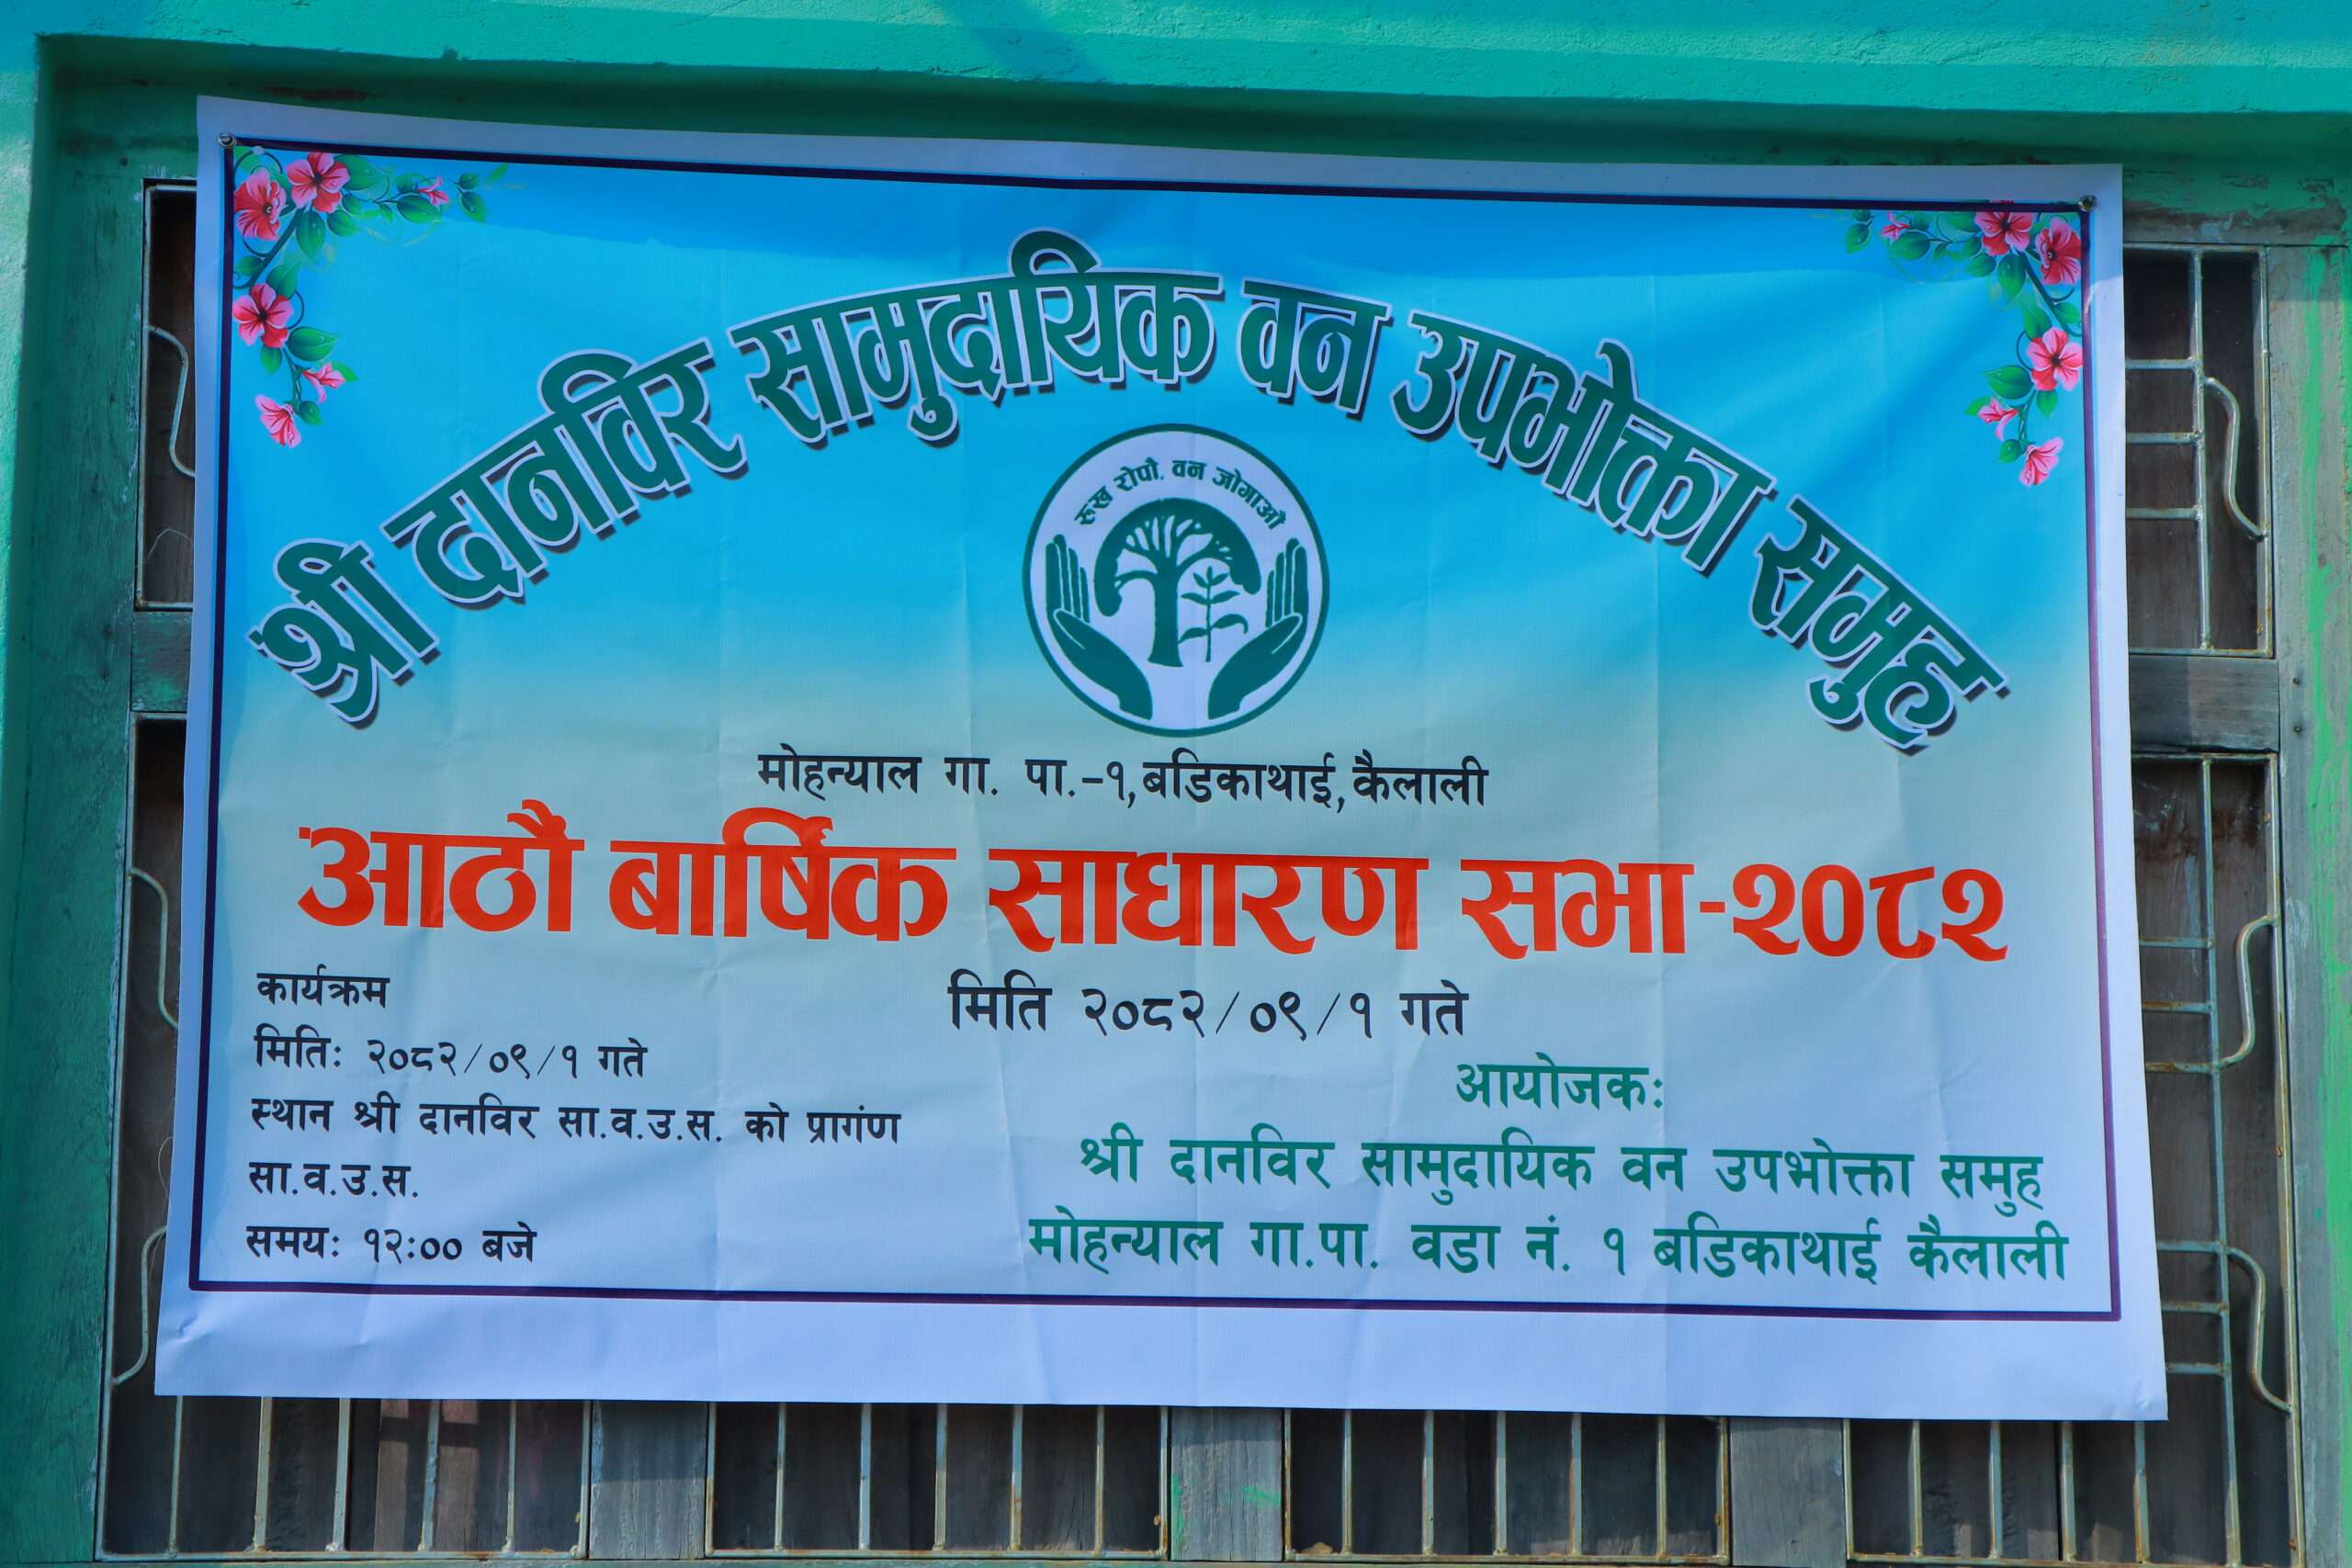 श्री दानविर सामुदायिक वन उपभोक्ता समुह
रुख रोपौ. वन जोगाऔ
मोहन्याल गा. पा.-१,बडिकाथाई,कैलाली
आठौ बार्षिक साधारण सभा-२०८२
मिति २०८२/०९/१ गते
कार्यक्रम
मितिः २०८२/०९/१ गते
स्थान श्री दानविर सा.व.उ.स. को प्रागंण
सा.व.उ.स.
समयः १२:०० बजे
आयोजकः
श्री दानविर सामुदायिक वन उपभोक्ता समुह
मोहन्याल गा.पा. वडा नं. १ बडिकाथाई कैलाली